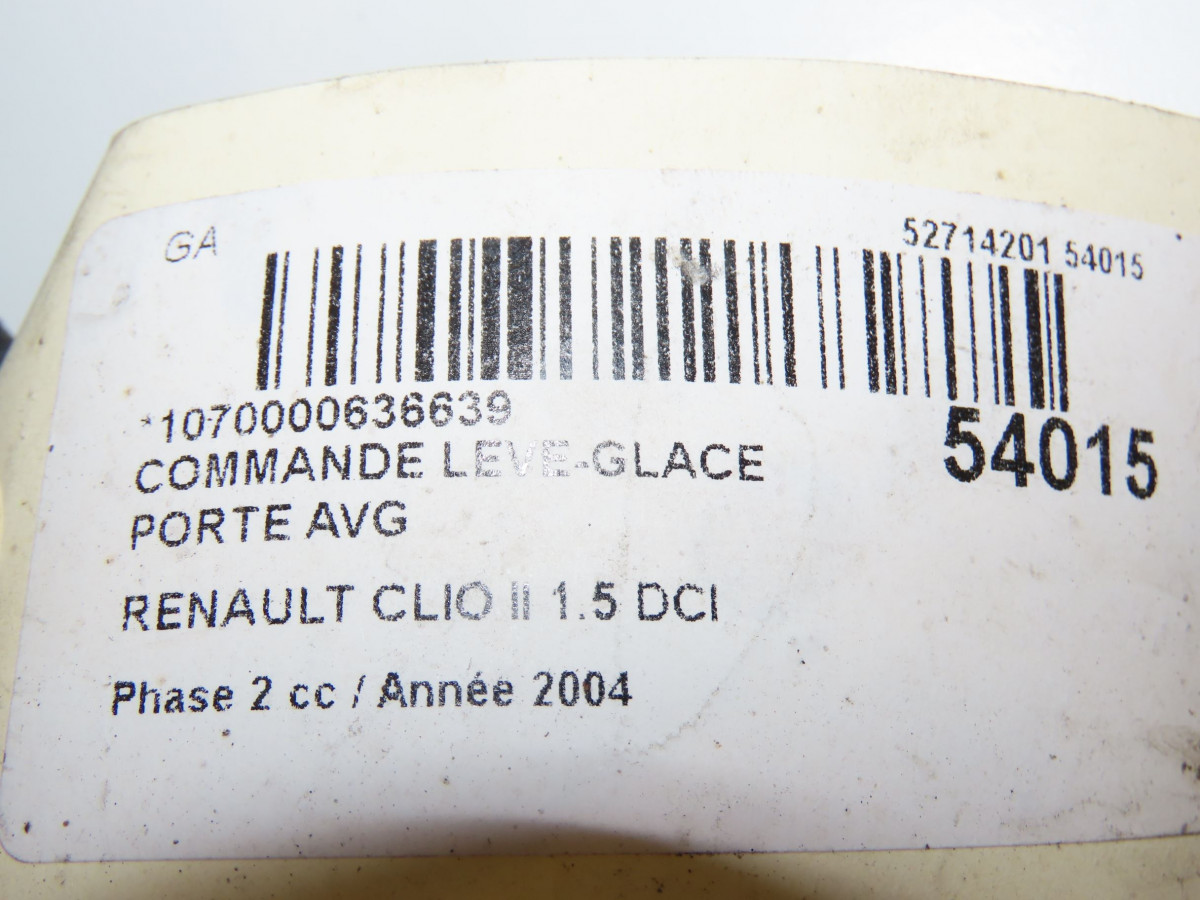 GA
52714201 54015
*1070000636639
54015
COMMANDE LEVE-GLACE
PORTE AVG
RENAULT CLIO II 1.5 DCI
Phase 2 cc / Année 2004